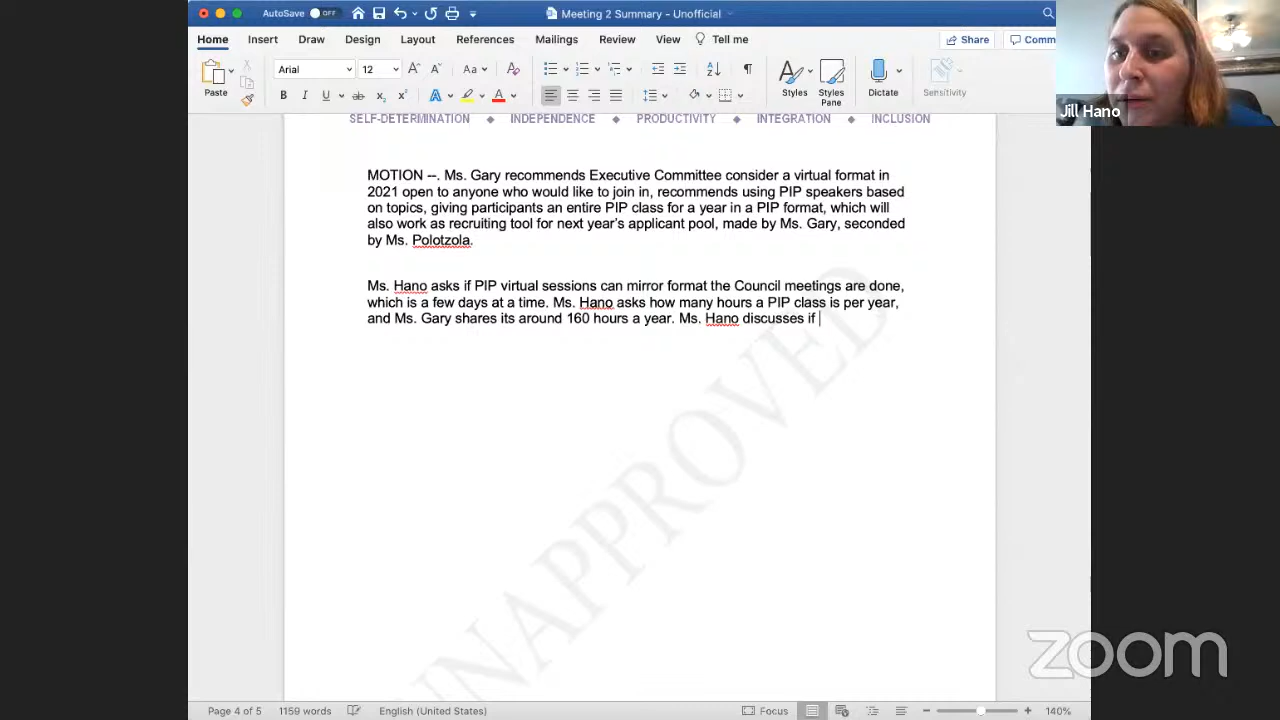 AutoSave OFF
Meeting 2 Summary - Unofficial
Home Insert Draw Design Layout References Mailings Review View Tell me Share Comm
Jill Hano
Paste
Arial 12
Styles Styles Pane Dictate Sensitivity
SELF-DETERMINATION ◆ INDEPENDENCE ◆ PRODUCTIVITY ◆ INTEGRATION ◆ INCLUSION
MOTION --. Ms. Gary recommends Executive Committee consider a virtual format in
2021 open to anyone who would like to join in, recommends using PIP speakers based
on topics, giving participants an entire PIP class for a year in a PIP format, which will
also work as recruiting tool for next year's applicant pool, made by Ms. Gary, seconded
by Ms. Polotzola.
Ms. Hano asks if PIP virtual sessions can mirror format the Council meetings are done,
which is a few days at a time. Ms. Hano asks how many hours a PIP class is per year,
and Ms. Gary shares its around 160 hours a year. Ms. Hano discusses if
UNAPPROVED
zoom
Page 4 of 5 1159 words English (United States) Focus 140%